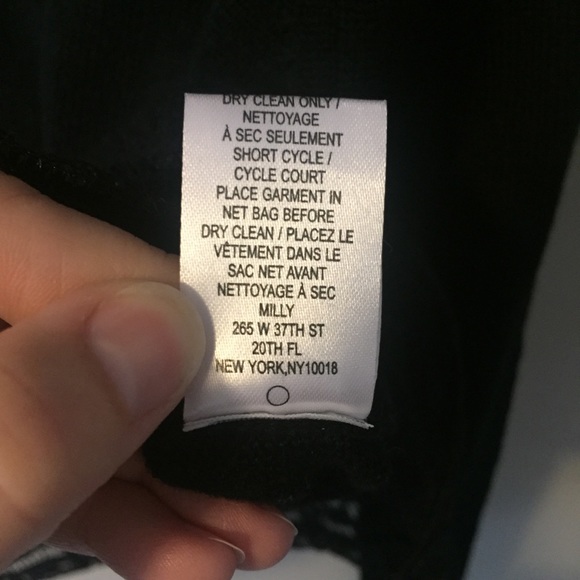 DRY CLEAN ONLY /
NETTOYAGE
À SEC SEULEMENT
SHORT CYCLE /
CYCLE COURT
PLACE GARMENT IN
NET BAG BEFORE
DRY CLEAN / PLACEZ LE
VÊTEMENT DANS LE
SAC NET AVANT
NETTOYAGE À SEC
MILLY
265 W 37TH ST
20TH FL
NEW YORK,NY10018